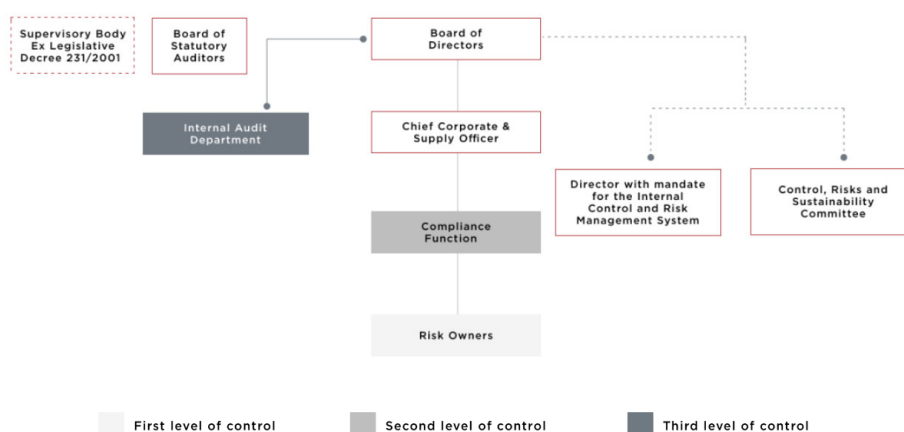 Supervisory Body
Ex Legislative
Decree 231/2001
Board of
Statutory
Auditors
Board of
Directors
Internal Audit
Department
Chief Corporate &
Supply Officer
Director with mandate
for the Internal
Control and Risk
Management System
Control, Risks and
Sustainability
Committee
Compliance
Function
Risk Owners
First level of control
Second level of control
Third level of control